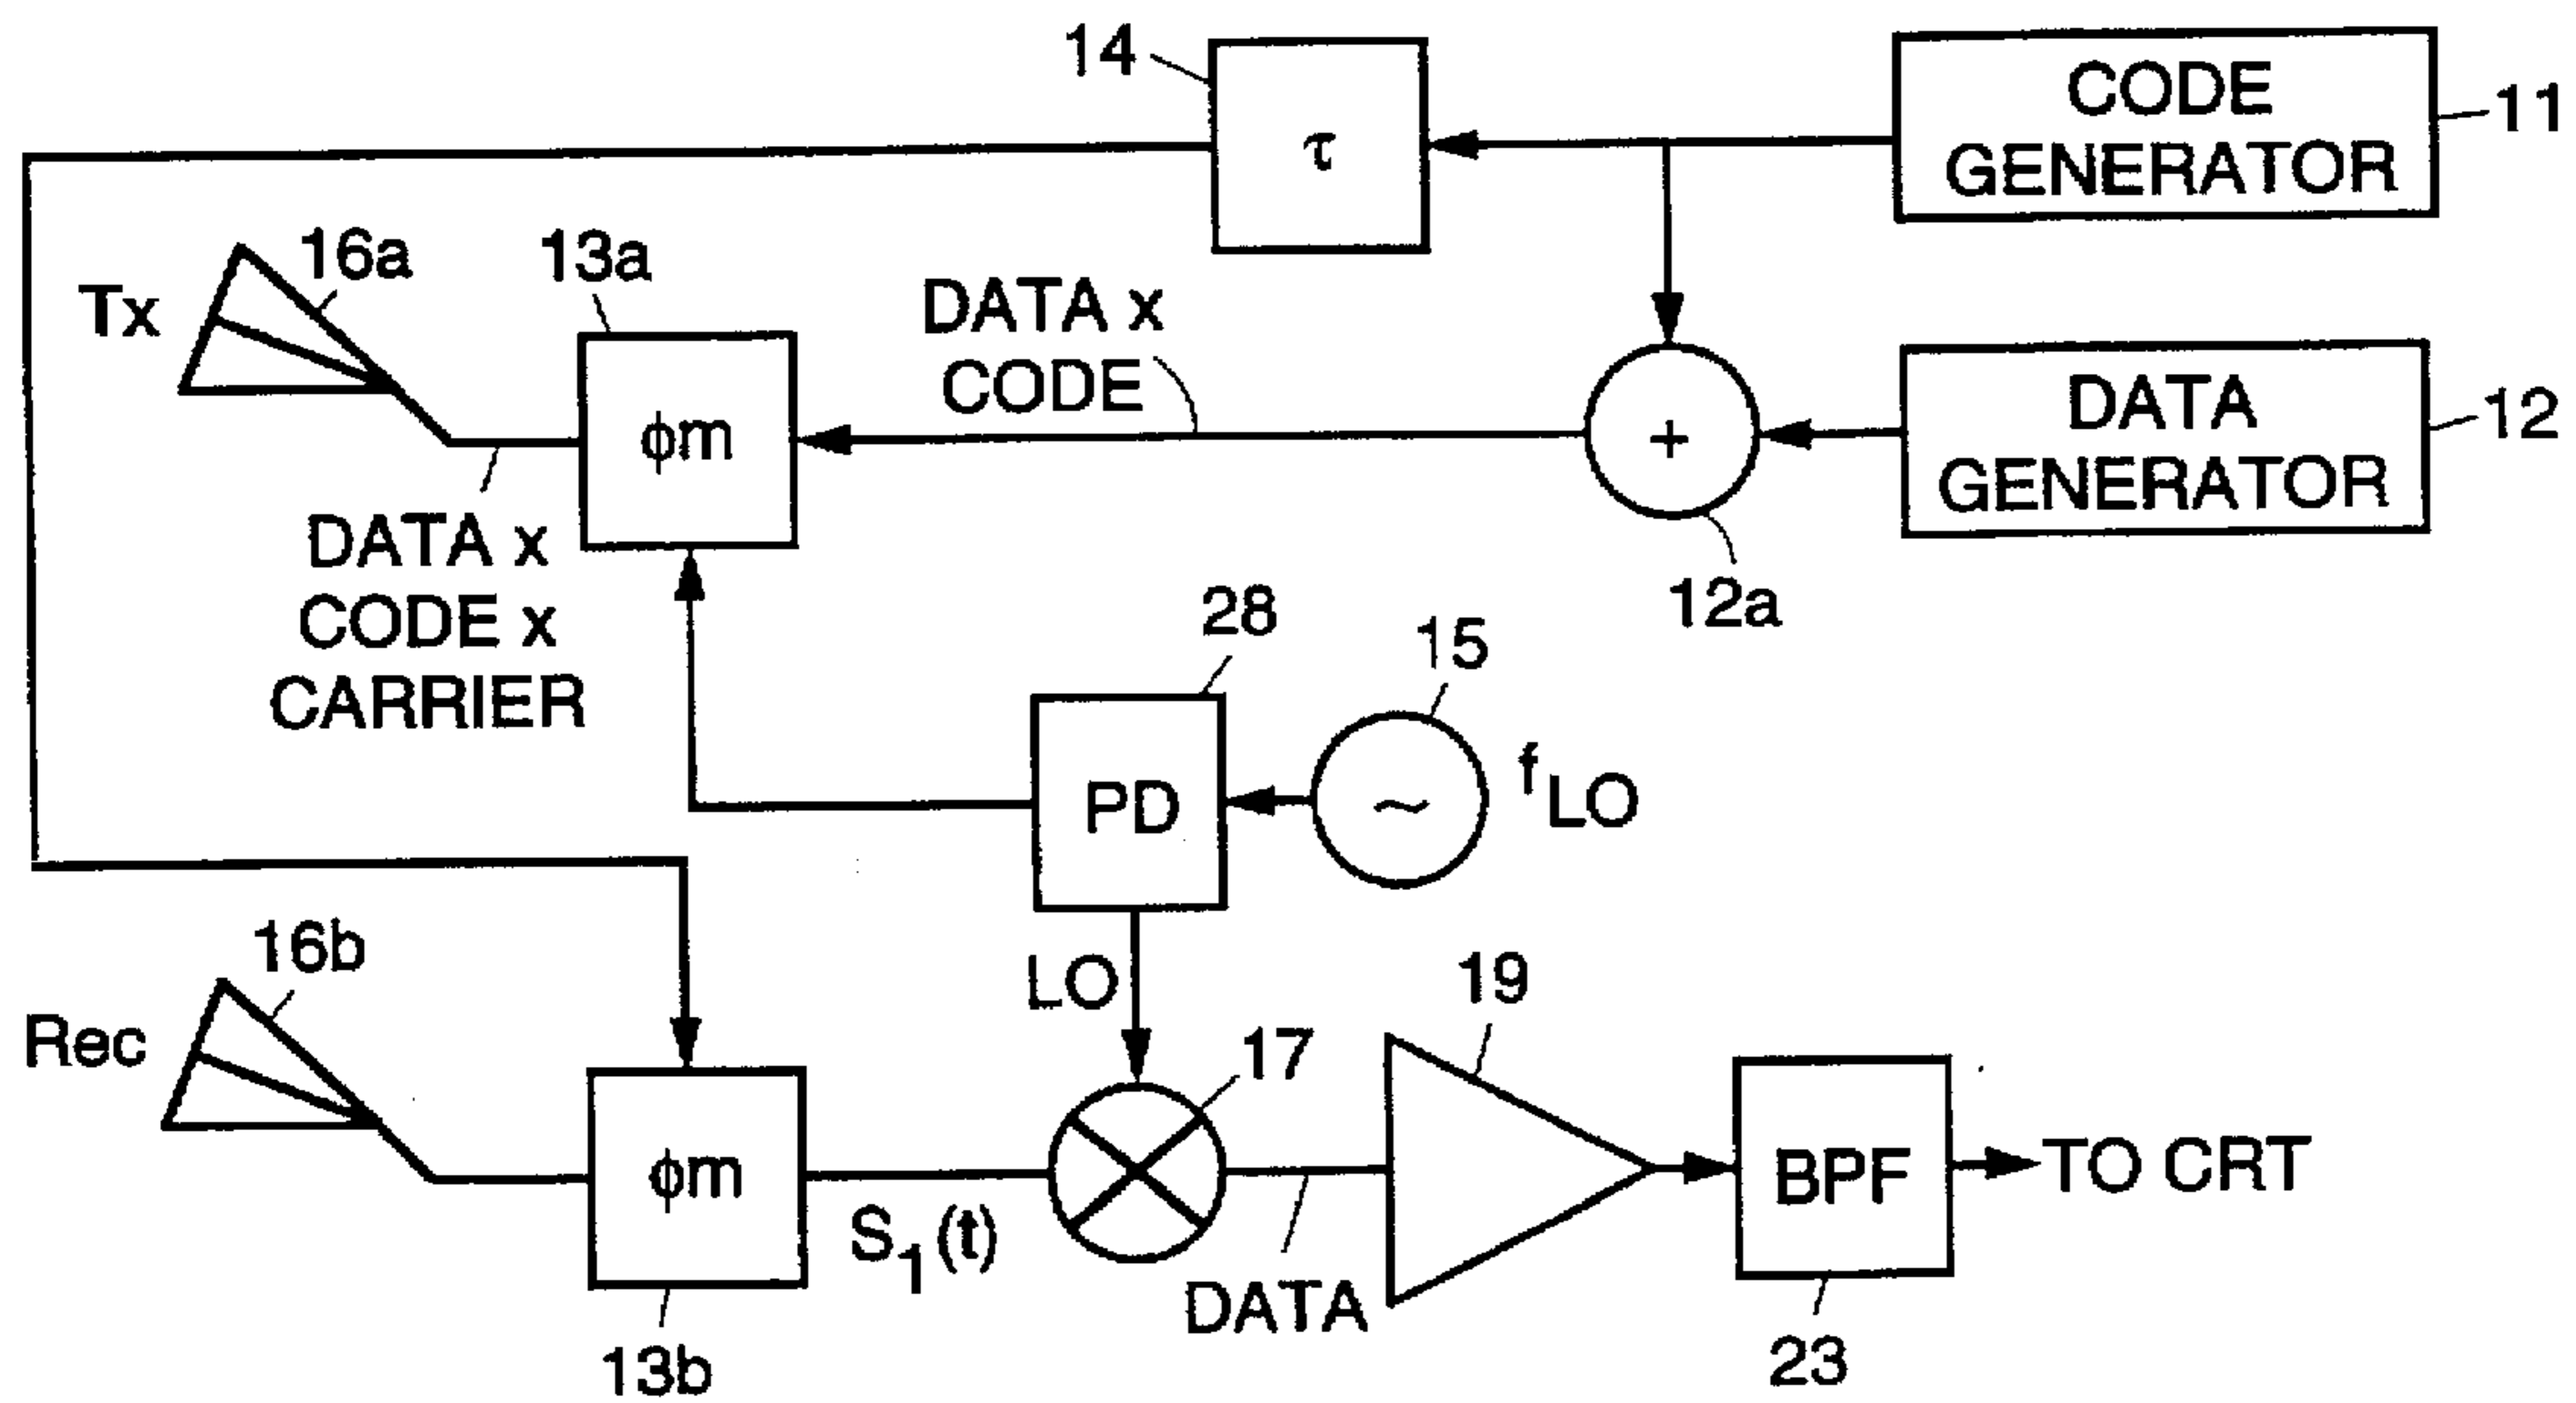 14
τ
CODE
GENERATOR
11
Tx
16a
13a
φm
DATA x
CODE
+
12a
DATA
GENERATOR
12
DATA x
CODE x
CARRIER
28
PD
15
~
f LO
LO
Rec
16b
φm
13b
S1(t)
17
DATA
19
BPF
23
TO CRT